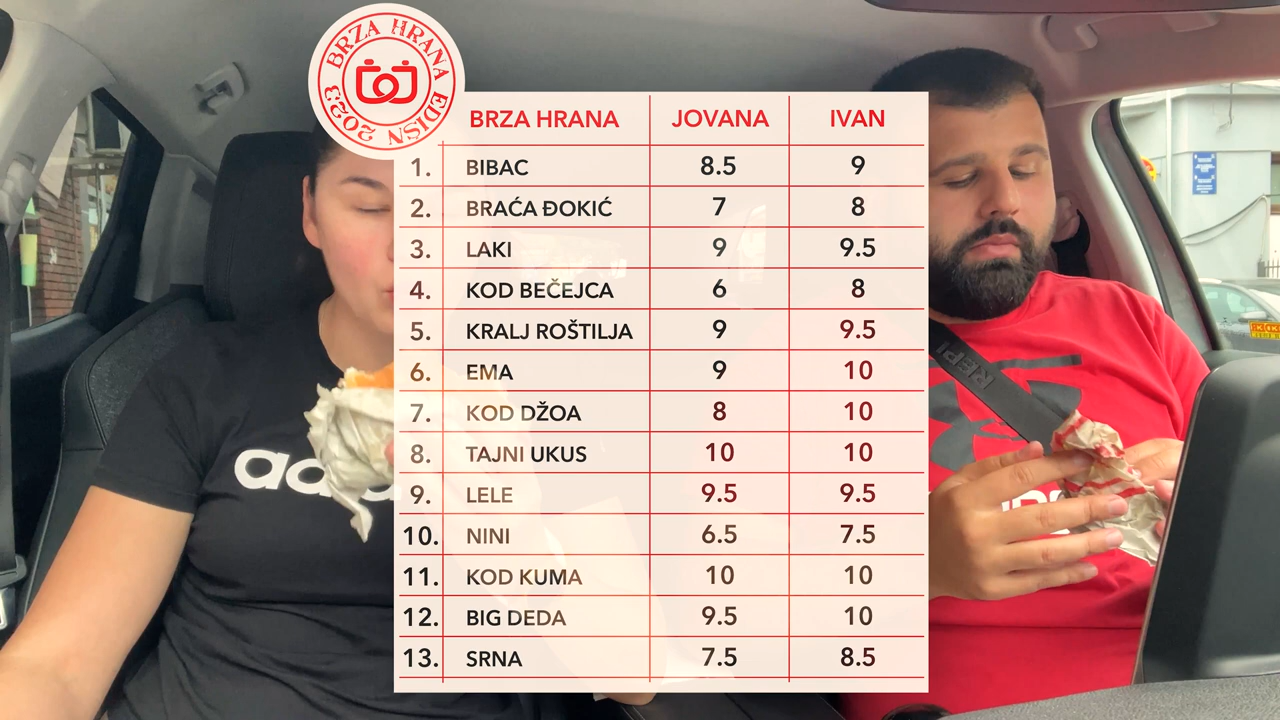 BRZA HRANA EDISN 2023
BRZA HRANA JOVANA IVAN
1. BIBAC 8.5 9
2. BRAĆA ĐOKIĆ 7 8
3. LAKI 9 9.5
4. KOD BEČEJCA 6 8
5. KRALJ ROŠTILJA 9 9.5
6. EMA 9 10
7. KOD DŽOA 8 10
8. TAJNI UKUS 10 10
9. LELE 9.5 9.5
10. NINI 6.5 7.5
11. KOD KUMA 10 10
12. BIG DEDA 9.5 10
13. SRNA 7.5 8.5